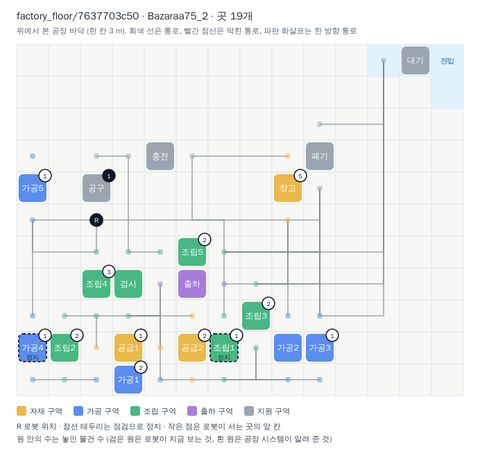 factory_floor/7637703c50 · Bazaraa75_2 · 곳 19개
위에서 본 공장 바닥 (한 칸 3 m). 회색 선은 통로, 빨간 점선은 막힌 통로, 파란 화살표는 한 방향 통로
대기
충전
폐기
가공5 1
공구 1
창고 5
R
조립5 2
조립4 3
검사
출하
조립3 2
가공4 1
정지
조립2 2
공급1 1
공급2 2
조립1 1
정지
가공2
가공3 1
가공1 2
자재 구역
가공 구역
조립 구역
출하 구역
지원 구역
R 로봇 위치 · 점선 테두리는 점검으로 정지 · 작은 점은 로봇이 서는 곳의 앞 칸
원 안의 수는 놓인 물건 수 (검은 원은 로봇이 지금 보는 것, 흰 원은 공장 시스템이 알려 준 것)